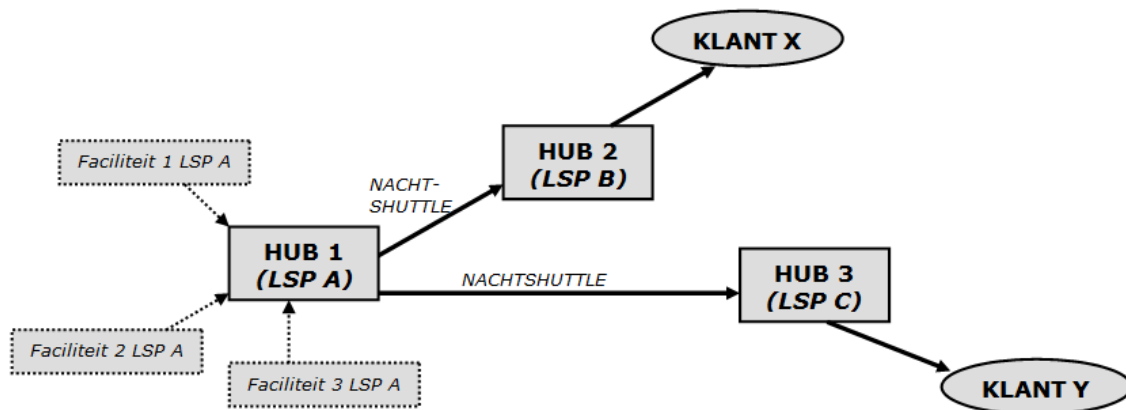 KLANT X
HUB 2
(LSP B)
Faciliteit 1 LSP A
NACHT-
SHUTTLE
HUB 1
(LSP A)
NACHTSHUTTLE
HUB 3
(LSP C)
Faciliteit 2 LSP A
Faciliteit 3 LSP A
KLANT Y